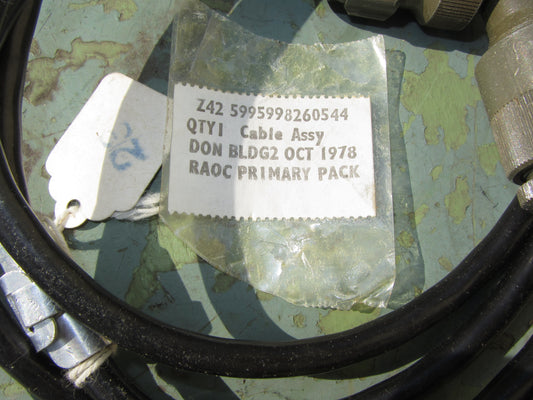 Z42 5995998260544
QTY1 Cable Assy
DON BLDG2 OCT 1978
RAOC PRIMARY PACK